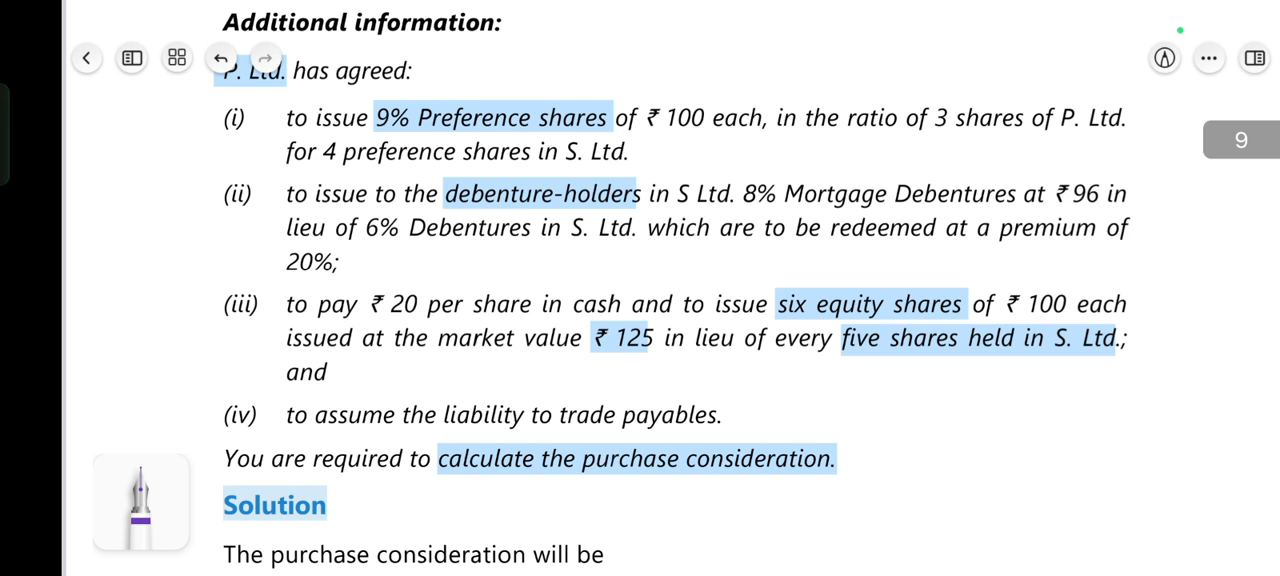 Additional information:
P. Ltd. has agreed:
(i) to issue 9% Preference shares of ₹ 100 each, in the ratio of 3 shares of P. Ltd.
for 4 preference shares in S. Ltd.
9
(ii) to issue to the debenture-holders in S Ltd. 8% Mortgage Debentures at ₹ 96 in
lieu of 6% Debentures in S. Ltd. which are to be redeemed at a premium of
20%;
(iii) to pay ₹ 20 per share in cash and to issue six equity shares of ₹ 100 each
issued at the market value ₹ 125 in lieu of every five shares held in S. Ltd.;
and
(iv) to assume the liability to trade payables.
You are required to calculate the purchase consideration.
Solution
The purchase consideration will be